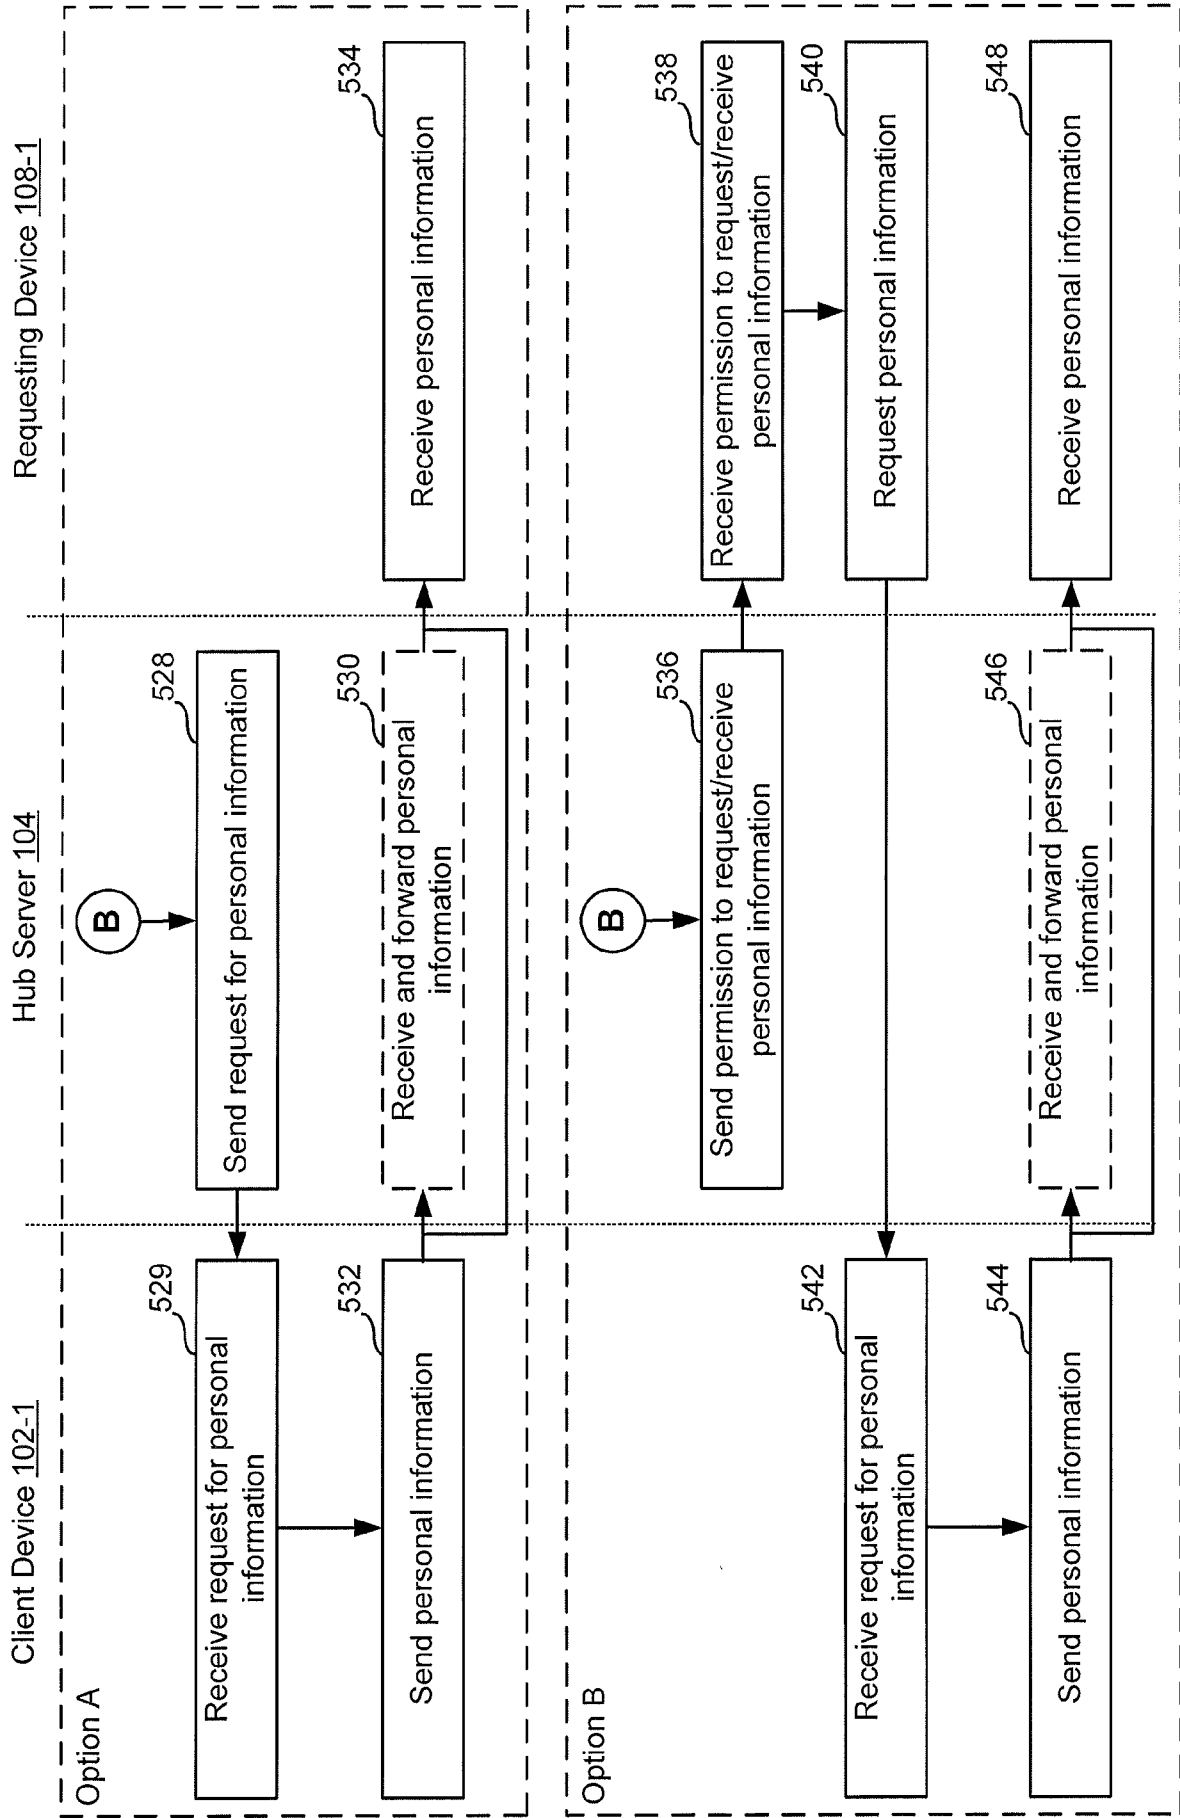 Client Device 102-1
Hub Server 104
Requesting Device 108-1
Option A
B
528
Send request for personal information
529
Receive request for personal
information
532
Send personal information
530
Receive and forward personal
information
534
Receive personal information
Option B
B
536
Send permission to request/receive
personal information
538
Receive permission to request/receive
personal information
540
Request personal information
542
Receive request for personal
information
544
Send personal information
546
Receive and forward personal
information
548
Receive personal information